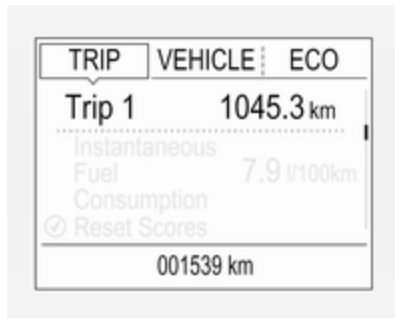 TRIP VEHICLE ECO
Trip 1 1045.3 km
Instantaneous
Fuel 7.9 l/100km
Consumption
Reset Scores
001539 km